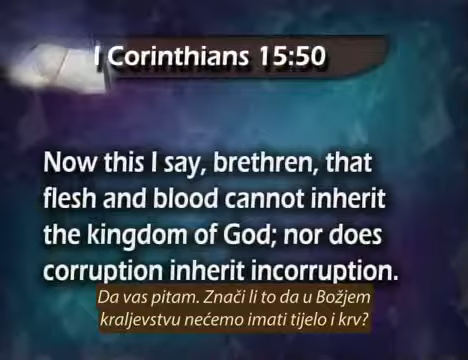 I Corinthians 15:50
Now this I say, brethren, that
flesh and blood cannot inherit
the kingdom of God; nor does
corruption inherit incorruption.
Da vas pitam. Znači li to da u Božjem
kraljevstvu nećemo imati tijelo i krv?